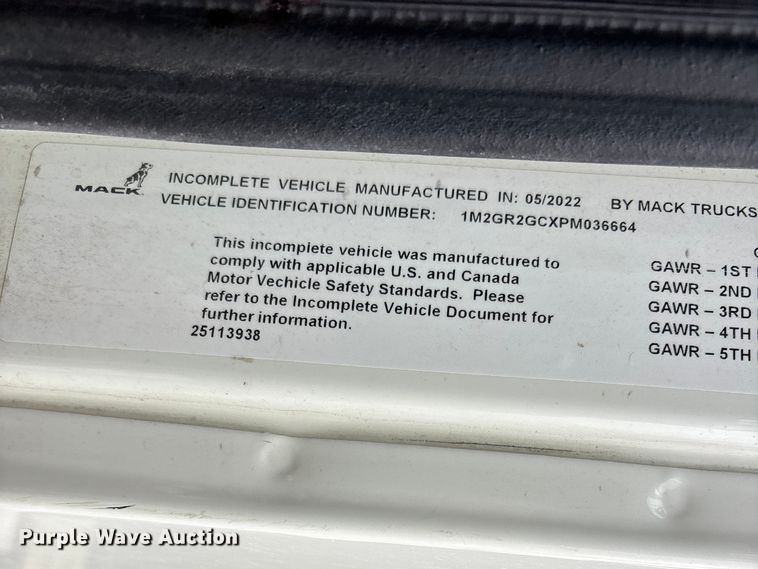 MACK
INCOMPLETE VEHICLE MANUFACTURED IN: 05/2022 BY MACK TRUCKS
VEHICLE IDENTIFICATION NUMBER: 1M2GR2GCXPM036664
This incomplete vehicle was manufactured to
comply with applicable U.S. and Canada
Motor Vechicle Safety Standards. Please
refer to the Incomplete Vehicle Document for
further information.
25113938
GAWR – 1ST
GAWR – 2ND
GAWR – 3RD
GAWR – 4TH
GAWR – 5TH
Purple Wave Auction